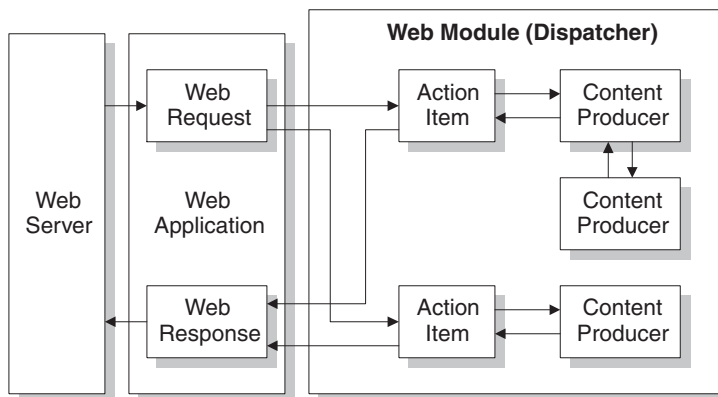 Web Module (Dispatcher)
Web
Request
Action
Item
Content
Producer
Web
Server
Web
Application
Content
Producer
Web
Response
Action
Item
Content
Producer